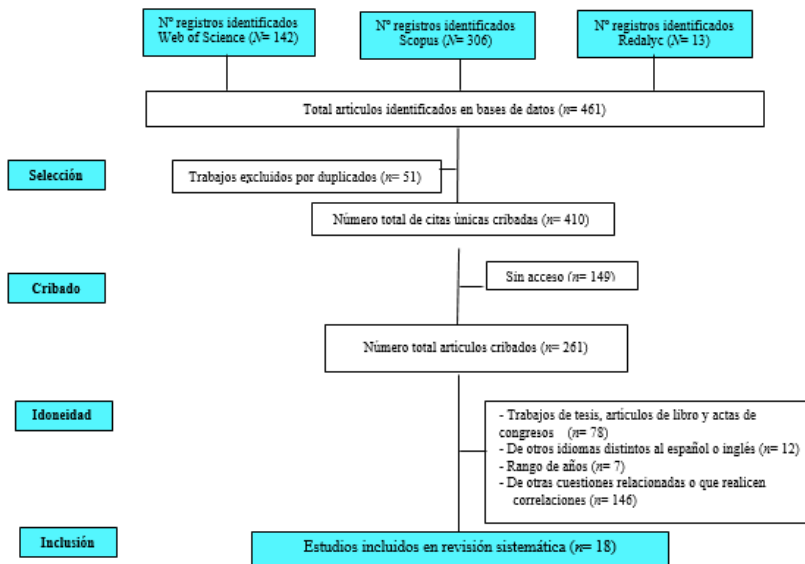 Nº registros identificados
Web of Science (N= 142)
Nº registros identificados
Scopus (N= 306)
Nº registros identificados
Redalyc (N= 13)
Total articulos identificados en bases de datos (n= 461)
Selección
Trabajos excluidos por duplicados (n= 51)
Número total de citas únicas cribadas (n= 410)
Cribado
Sin acceso (n= 149)
Número total articulos cribados (n= 261)
Idoneidad
- Trabajos de tesis, articulos de libro y actas de
congresos (n= 78)
- De otros idiomas distintos al español o inglés (n= 12)
- Rango de años (n= 7)
- De otras cuestiones relacionadas o que realicen
correlaciones (n= 146)
Inclusión
Estudios incluidos en revisión sistemática (n= 18)